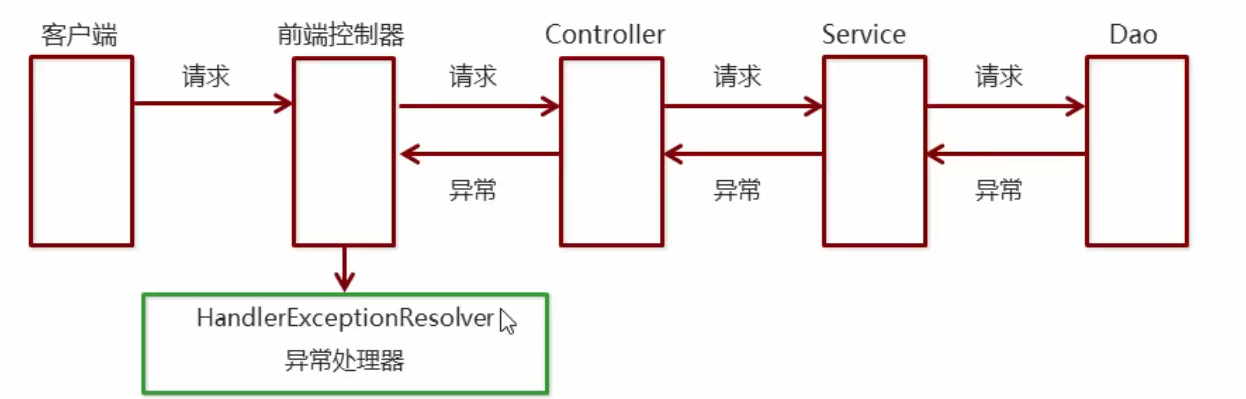 客户端
前端控制器
Controller
Service
Dao
请求
请求
请求
请求
异常
异常
异常
HandlerExceptionResolver
异常处理器